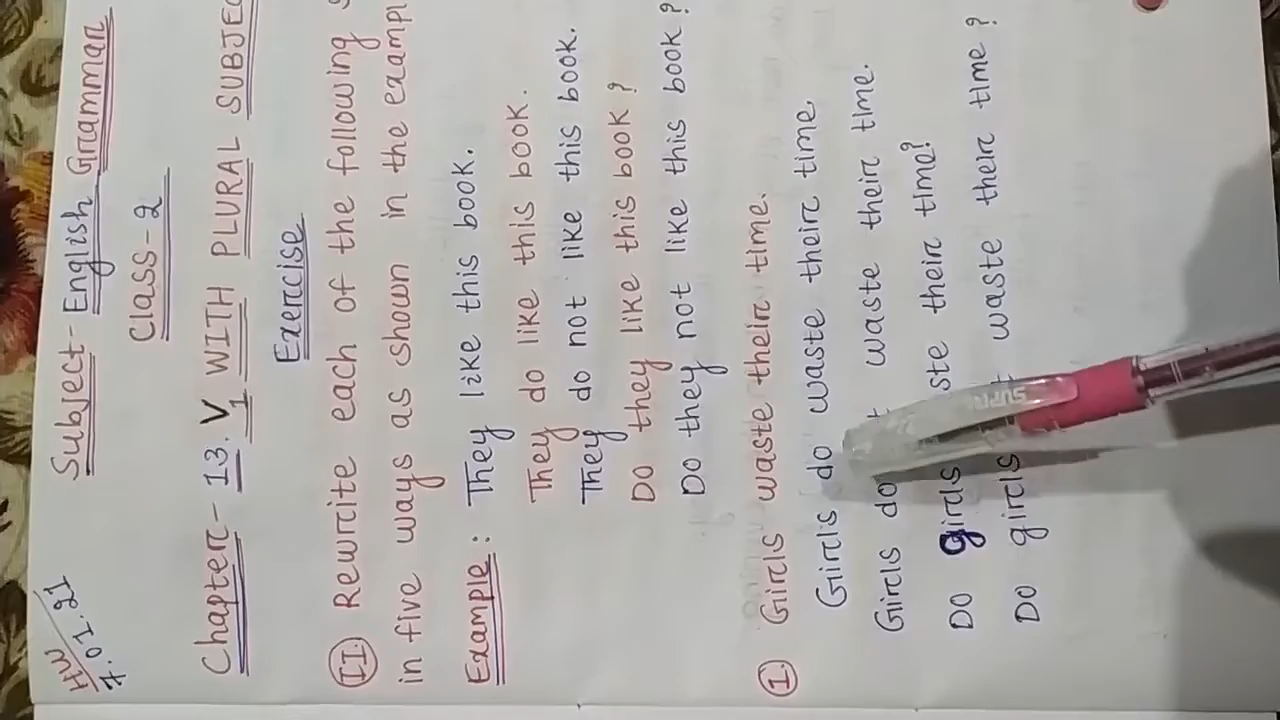 H.W
7.01.21
Subject - English Grammar
Class - 2
Chapter - 13. V1 WITH PLURAL SUBJEC
Exercise
II Rewrite each of the following
in five ways as shown in the exampl
Example : They like this book.
They do like this book.
They do not like this book.
Do they like this book ?
Do they not like this book ?
1. Girls waste their time.
Girls do waste their time.
Girls do waste their time.
Do girls their time?
Do girls waste their time ?